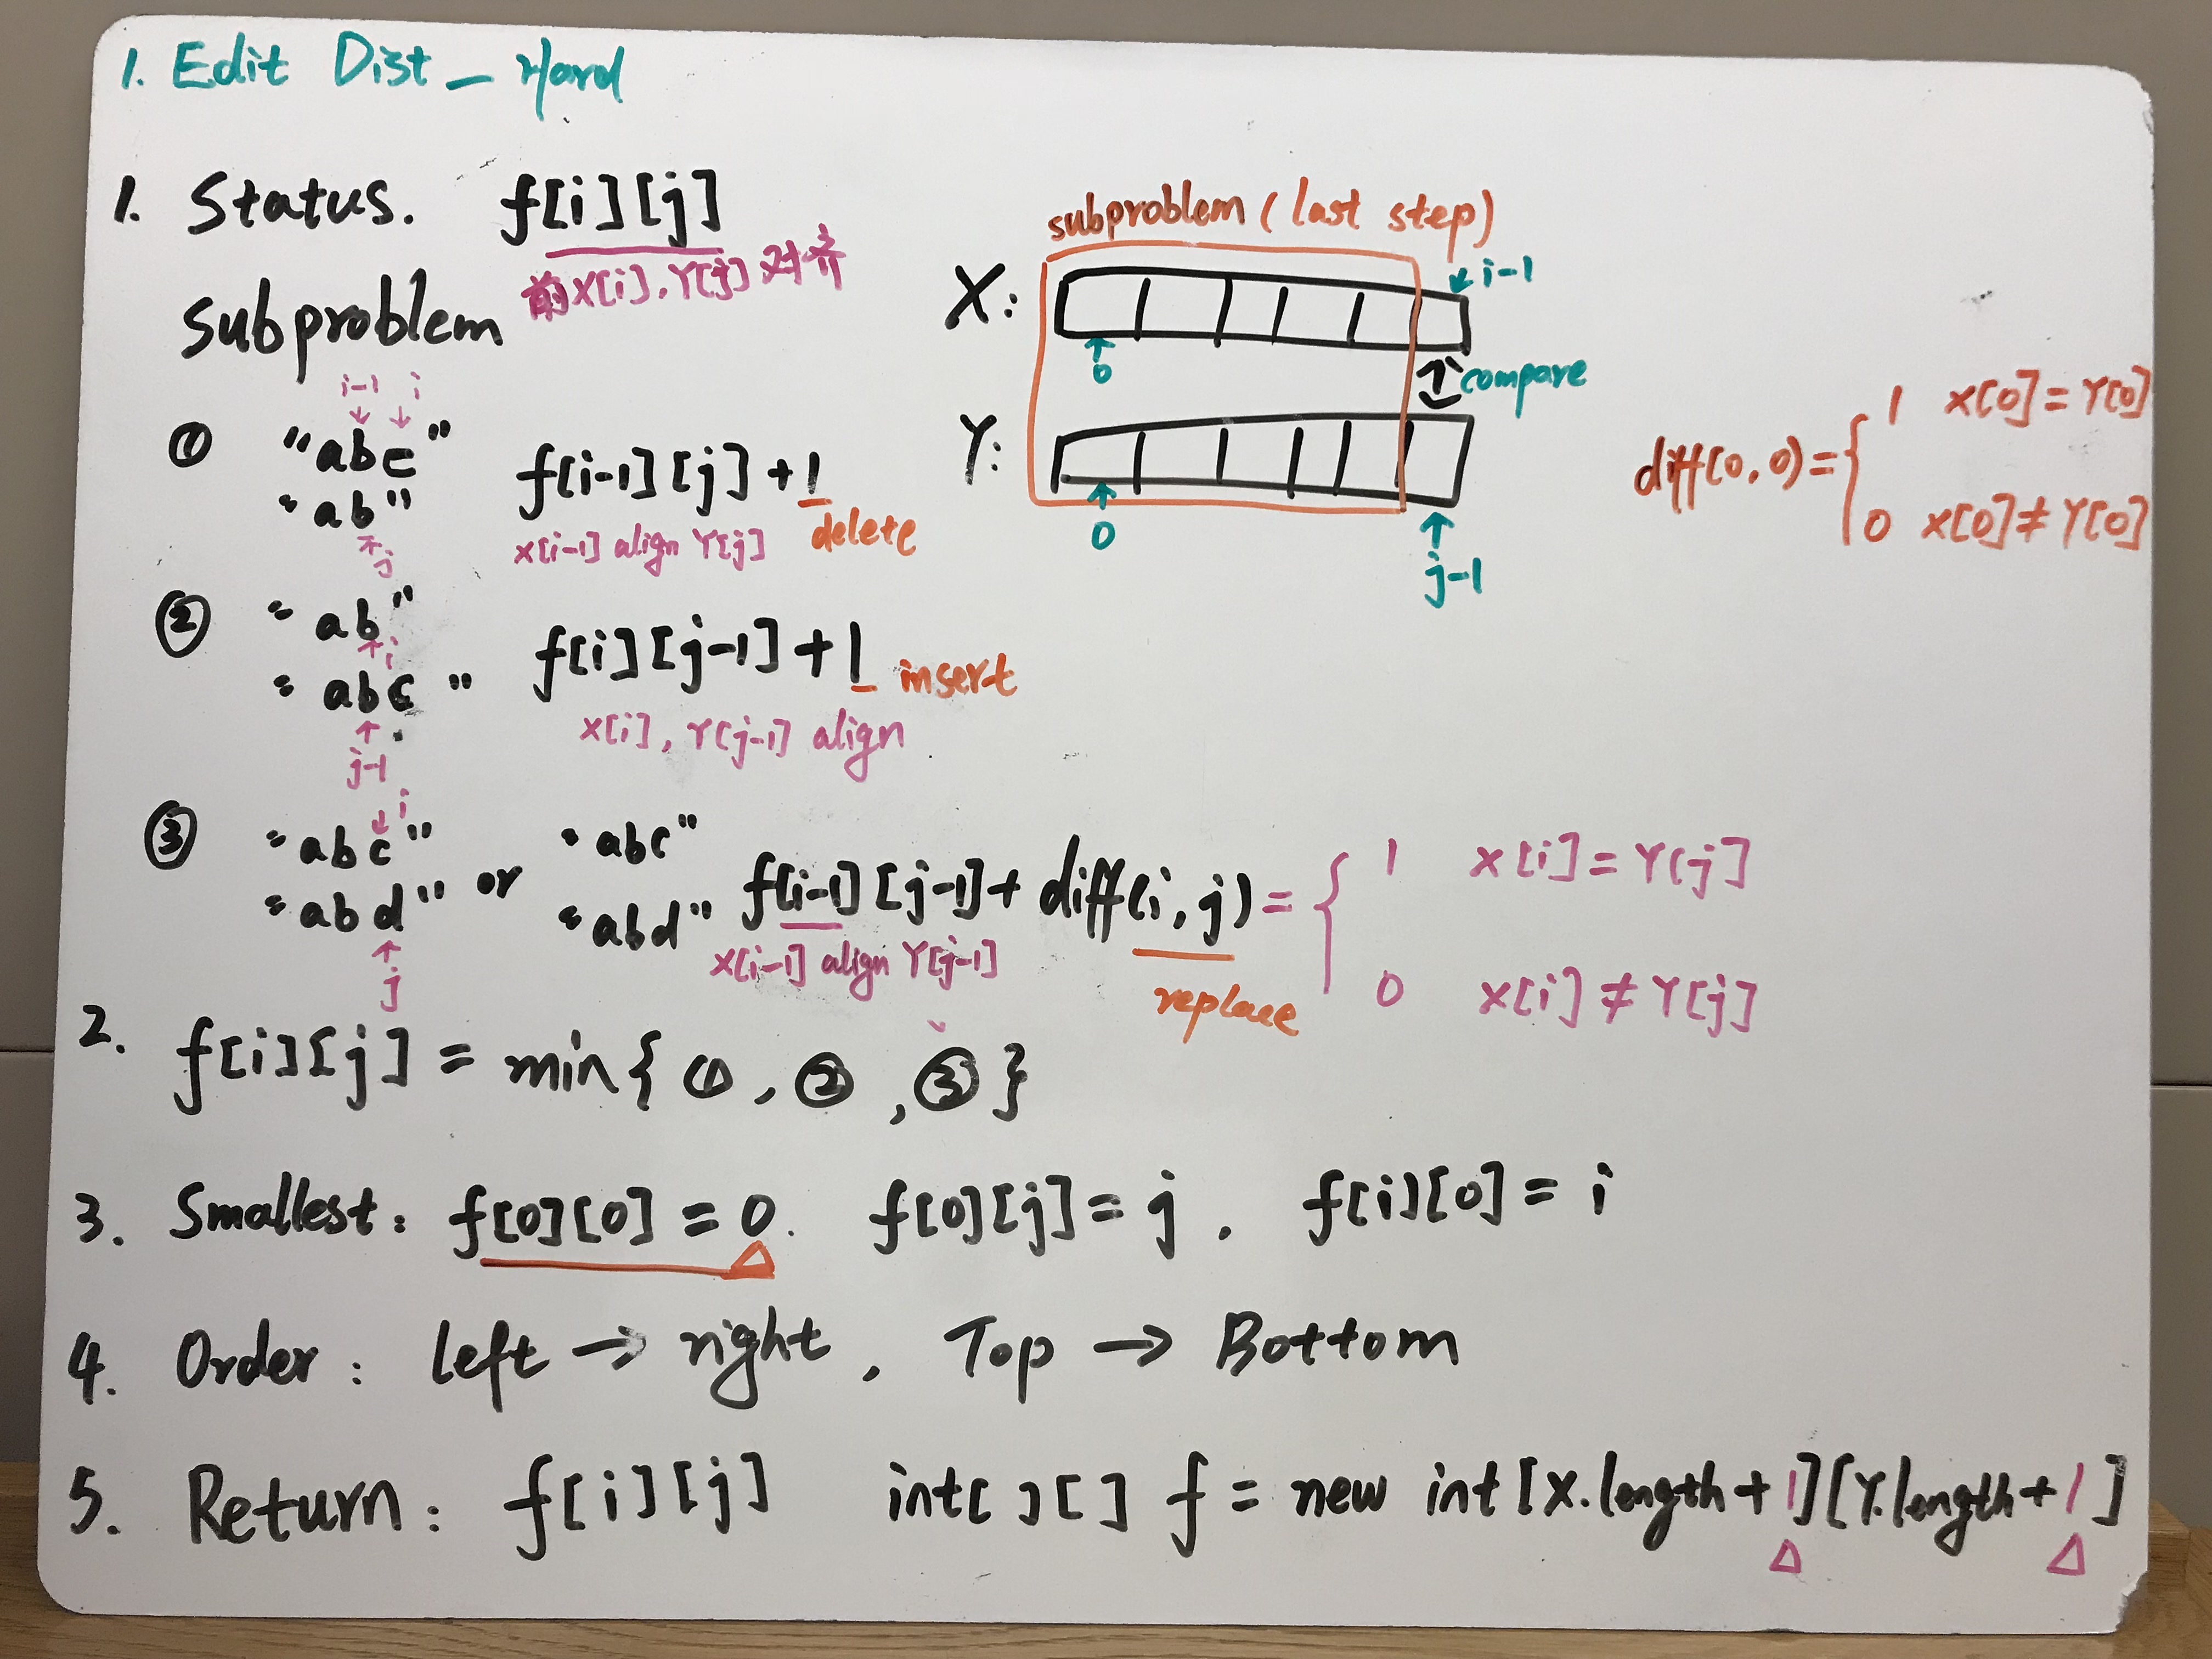 1. Edit Dist _ Hard
1. Status. f[i][j]
前X[i], Y[j] 对齐
subproblem
subproblem (last step)
X:
i-1
0
compare
Y:
0
j-1
diff(0,0)= { 1 X[0]=Y[0]
0 X[0]≠Y[0]
i-1 i
① "abc"
"ab"
j
f[i-1][j]+1
X[i-1] align Y[j] delete
② "ab"
i
"abc"
j-1
f[i][j-1]+1 insert
X[i], Y[j-1] align
i
③ "abc" or "abc"
"abd" "abd"
j
f[i-1][j-1]+ diff(i,j) = { 1 X[i]=Y[j]
0 X[i]≠Y[j]
X[i-1] align Y[j-1] replace
2. f[i][j] = min{①, ②, ③}
3. Smallest: f[0][0]=0. f[0][j]=j, f[i][0]=i
4. Order: left → right, Top → Bottom
5. Return: f[i][j] int[][] f = new int[X.length+1][Y.length+1]